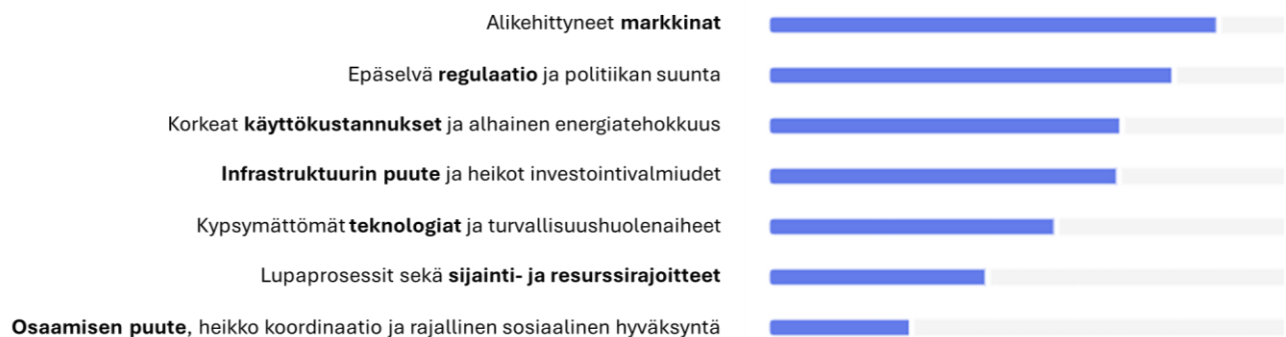 Alikehittyneet markkinat
Epäselvä regulaatio ja politiikan suunta
Korkeat käyttökustannukset ja alhainen energiatehokkuus
Infrastruktuurin puute ja heikot investointivalmiudet
Kypsymättömät teknologiat ja turvallisuushuolenaiheet
Lupaprosessit sekä sijainti- ja resurssirajoitteet
Osaamisen puute, heikko koordinaatio ja rajallinen sosiaalinen hyväksyntä